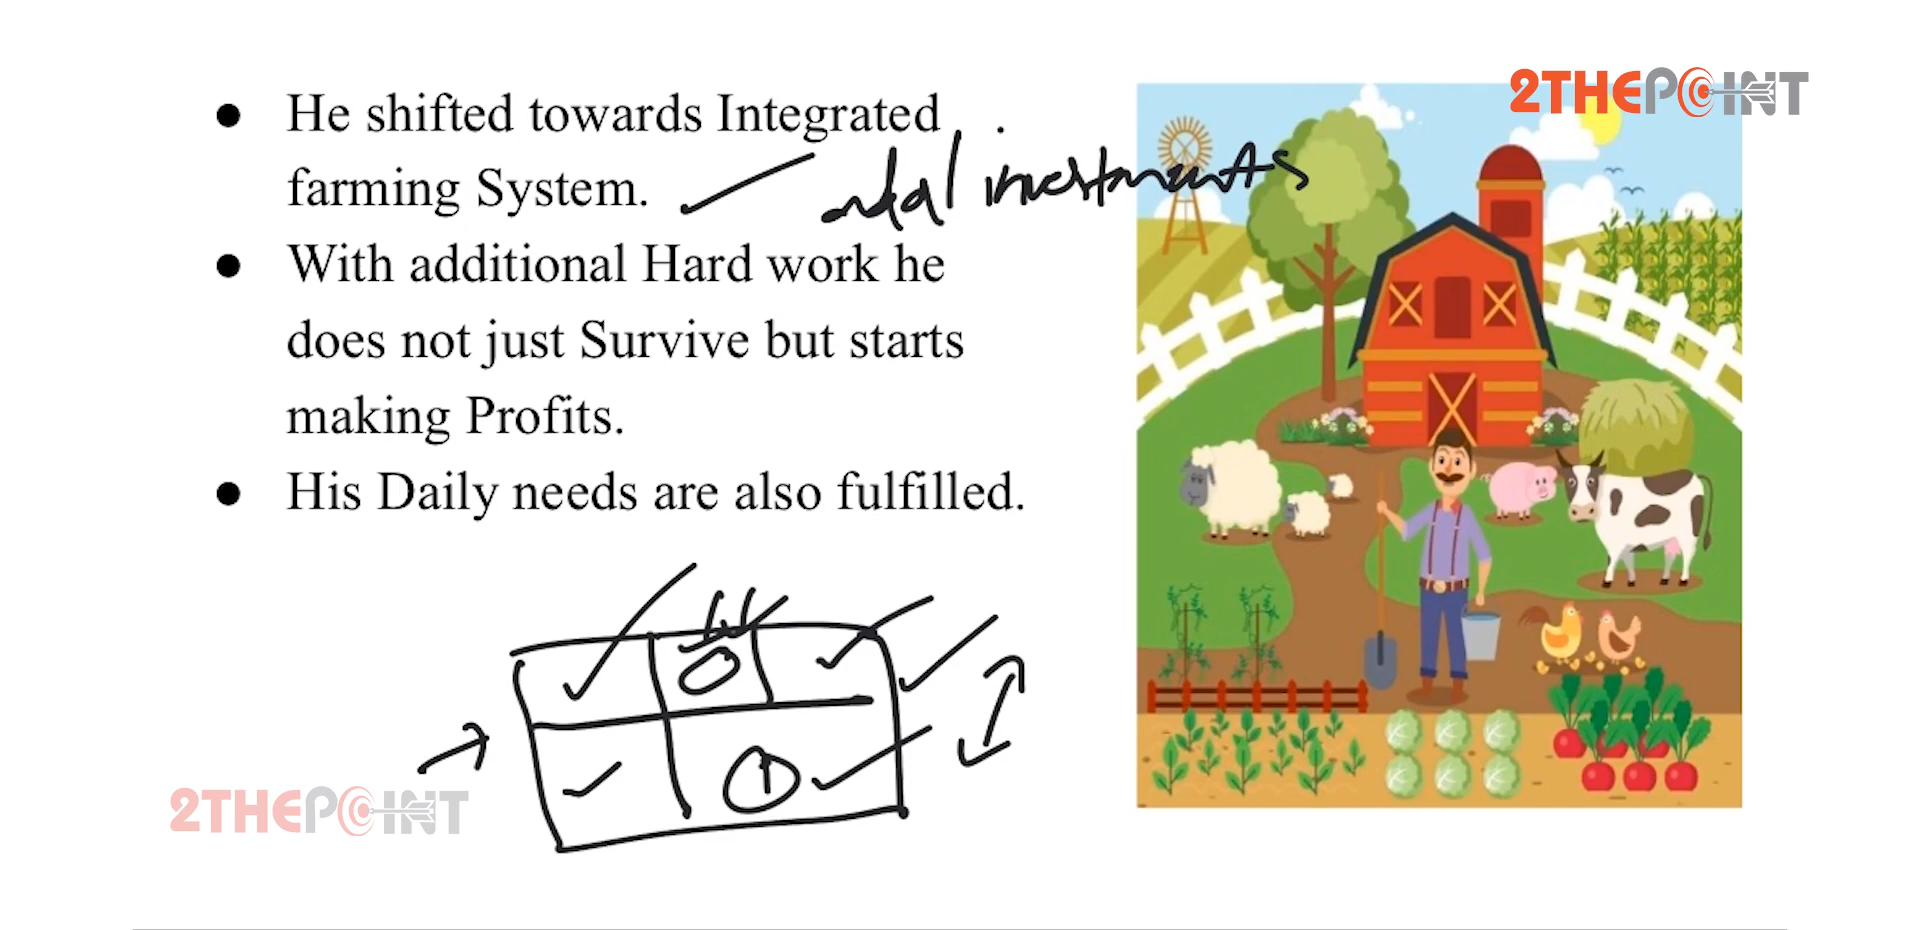 2THEPOINT
● He shifted towards Integrated
farming System.
investments
● With additional Hard work he
does not just Survive but starts
making Profits.
● His Daily needs are also fulfilled.
2THEPOINT